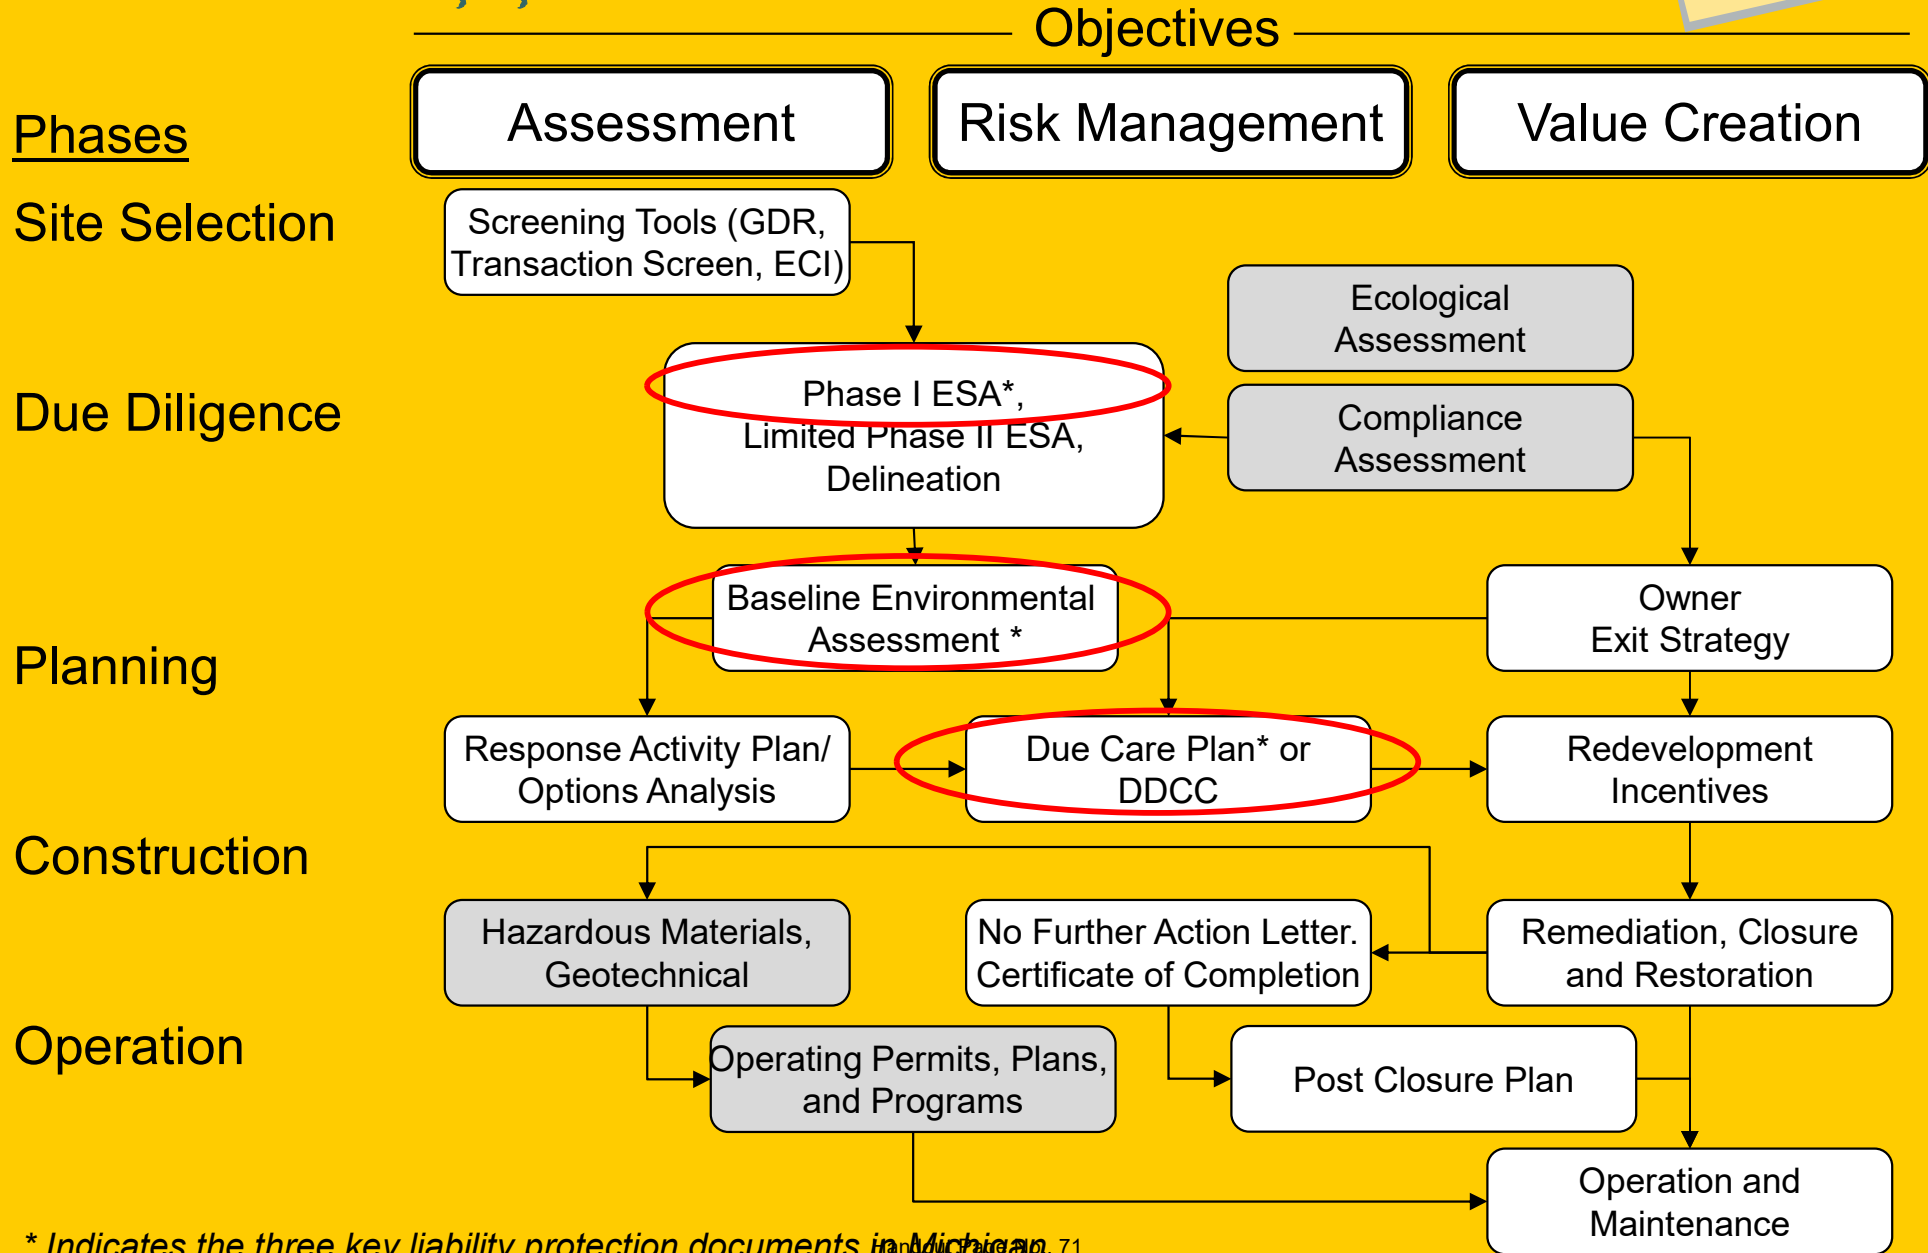 Objectives
Assessment
Risk Management
Value Creation
Phases
Site Selection
Screening Tools (GDR,
Transaction Screen, ECI)
Ecological
Assessment
Due Diligence
Phase I ESA*,
Limited Phase II ESA,
Delineation
Compliance
Assessment
Planning
Baseline Environmental
Assessment *
Owner
Exit Strategy
Response Activity Plan/
Options Analysis
Due Care Plan* or
DDCC
Redevelopment
Incentives
Construction
Hazardous Materials,
Geotechnical
No Further Action Letter.
Certificate of Completion
Remediation, Closure
and Restoration
Operation
Operating Permits, Plans,
and Programs
Post Closure Plan
Operation and
Maintenance
* Indicates the three key liability protection documents in Michigan.
Handout Page No. 71